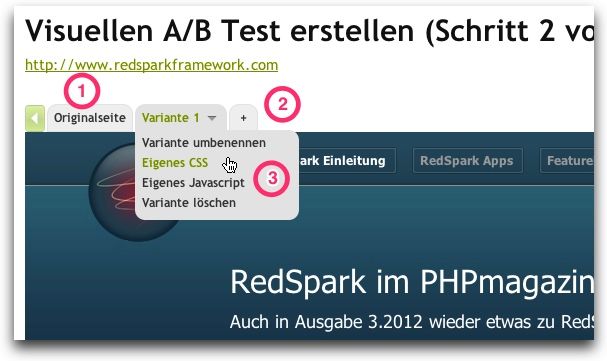 Visuellen A/B Test erstellen (Schritt 2 vo
http://www.redsparkframework.com
1
2
Originalseite Variante 1 +
Variante umbenennen
Eigenes CSS
Eigenes Javascript
Variante löschen
3
ark Einleitung RedSpark Apps Feature
RedSpark im PHPmagazin
Auch in Ausgabe 3.2012 wieder etwas zu RedS